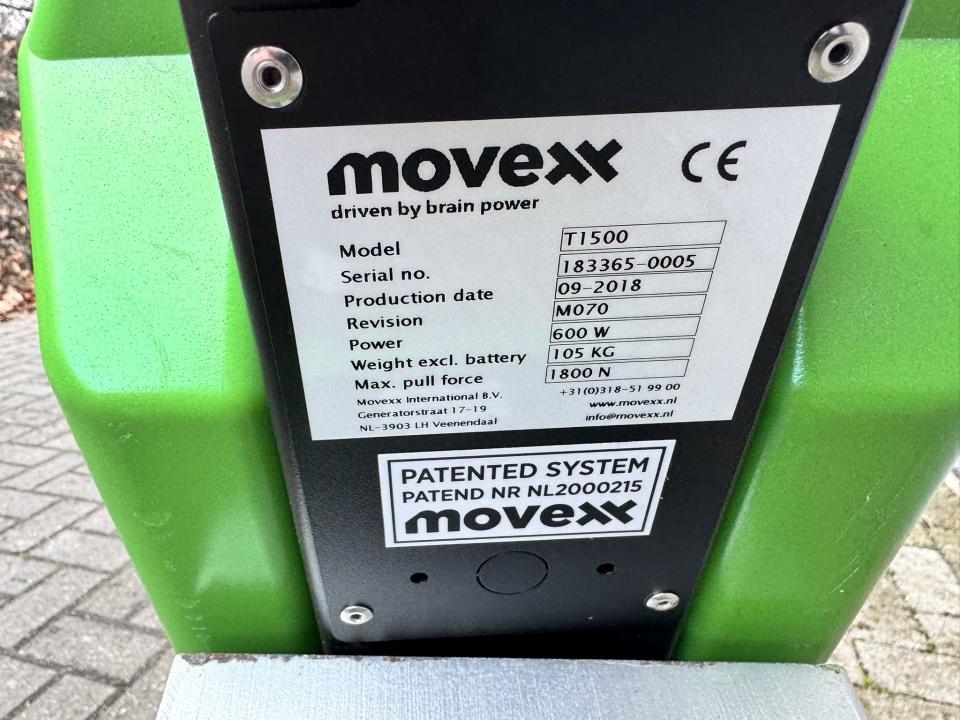 movexx CE
driven by brain power
Model T1500
Serial no. 183365-0005
Production date 09-2018
Revision M070
Power 600 W
Weight excl. battery 105 KG
Max. pull force 1800 N
Movexx International B.V. +31(0)318-51 99 00
Generatorstraat 17-19 www.movexx.nl
NL-3903 LH Veenendaal info@movexx.nl
PATENTED SYSTEM
PATEND NR NL2000215
movexx